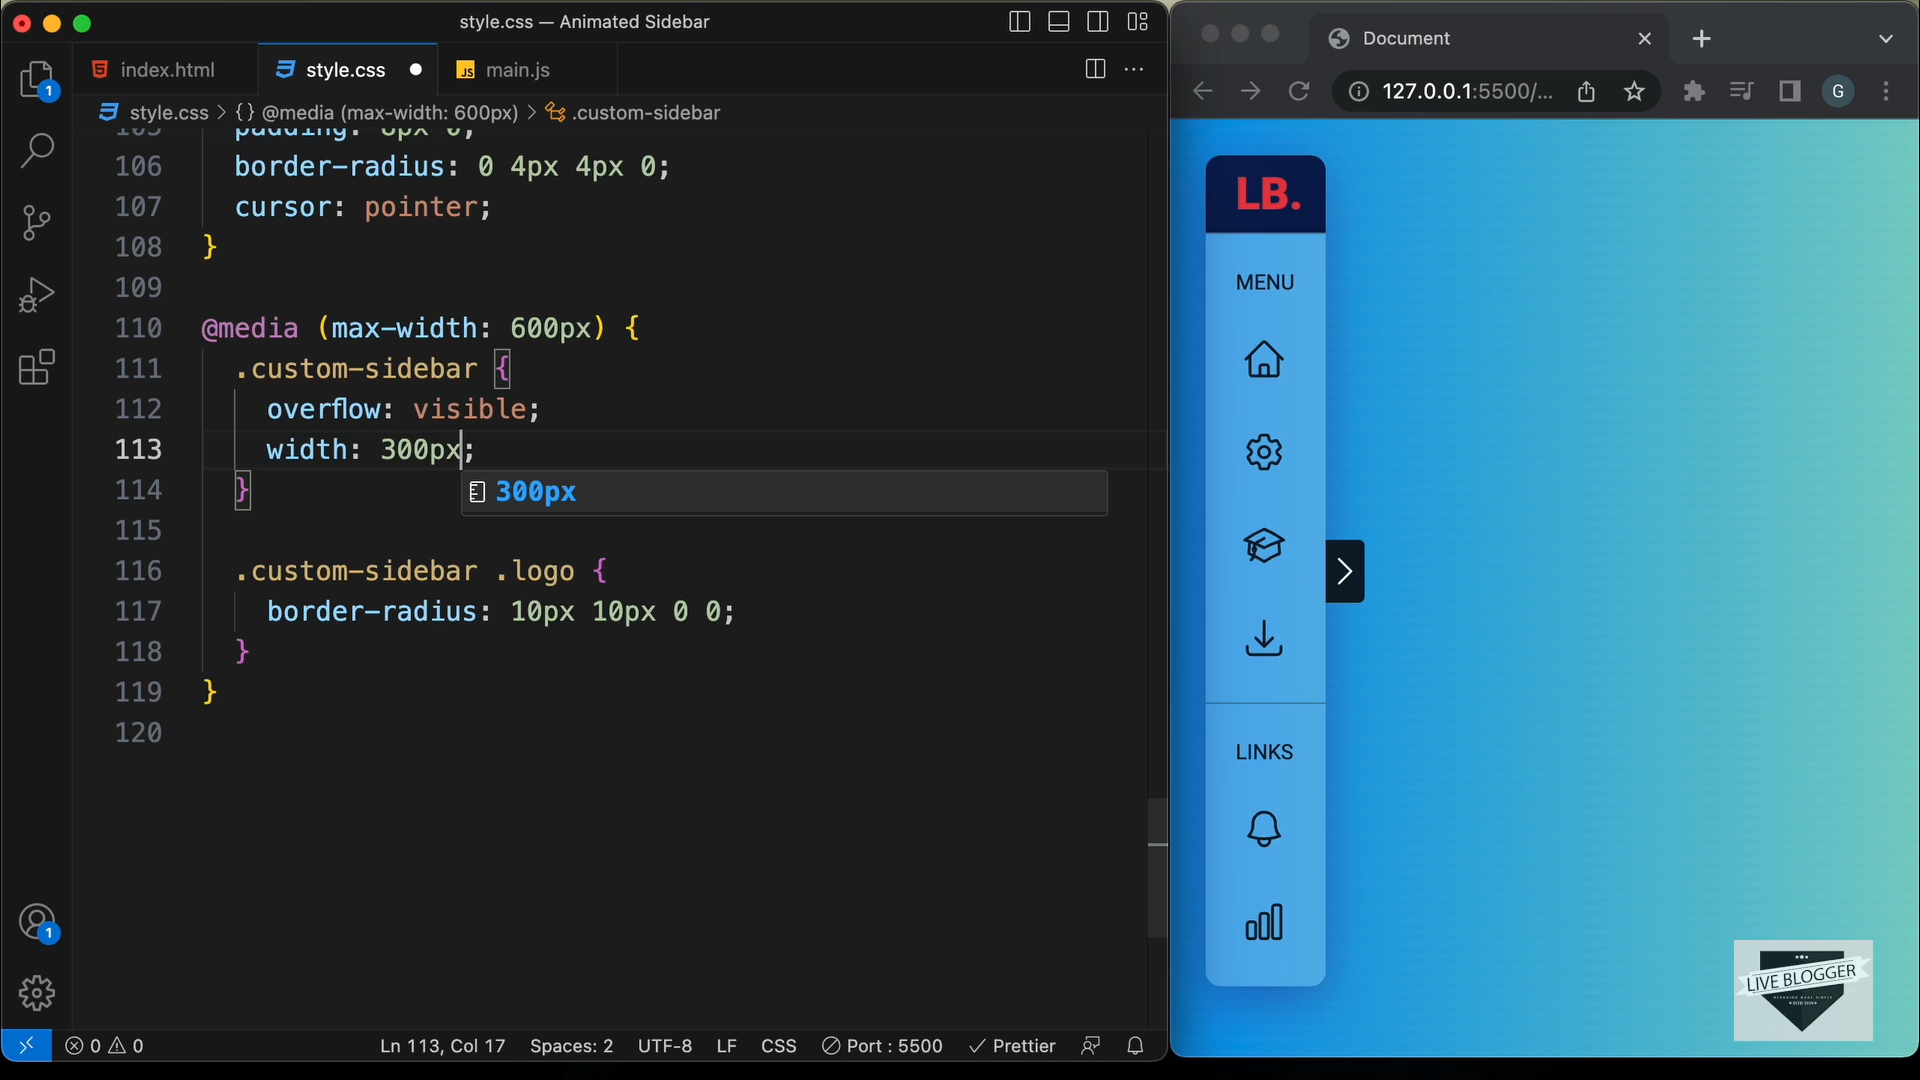 style.css — Animated Sidebar
index.html
style.css
JS main.js
style.css > {} @media (max-width: 600px) > .custom-sidebar
105 padding: 8px 0;
106 border-radius: 0 4px 4px 0;
107 cursor: pointer;
108 }
109
110 @media (max-width: 600px) {
111 .custom-sidebar {
112 overflow: visible;
113 width: 300px;
300px
114 }
115
116 .custom-sidebar .logo {
117 border-radius: 10px 10px 0 0;
118 }
119 }
120
1
1
0 0
Ln 113, Col 17
Spaces: 2
UTF-8
LF
CSS
Port : 5500
Prettier
Document
127.0.0.1:5500/...
G
LB.
MENU
LINKS
LIVE BLOGGER